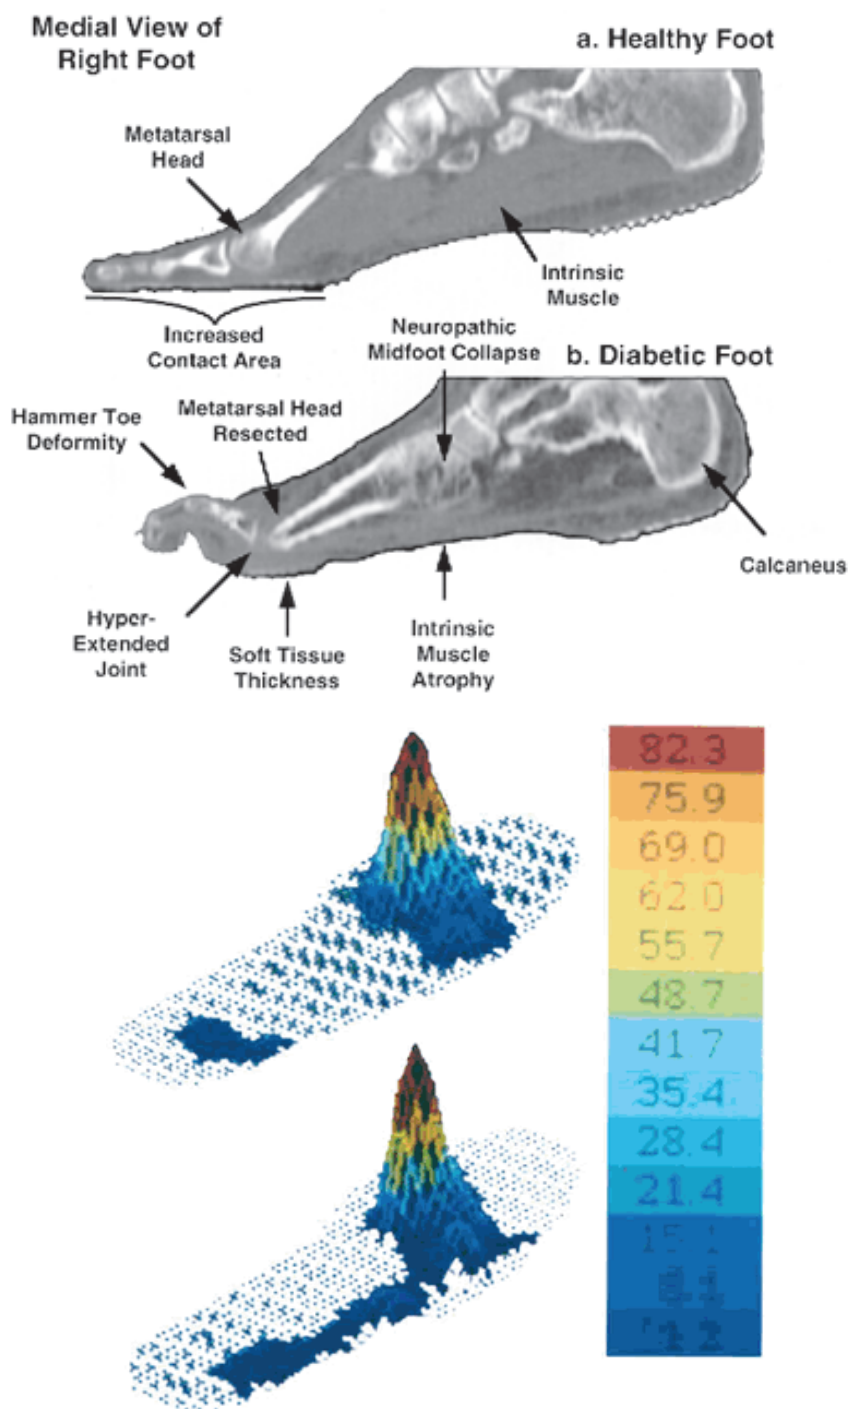 Medial View of
Right Foot
a. Healthy Foot
Metatarsal
Head
Intrinsic
Muscle
Increased
Contact Area
Neuropathic
Midfoot Collapse
b. Diabetic Foot
Hammer Toe
Deformity
Metatarsal Head
Resected
Calcaneus
Hyper-
Extended
Joint
Soft Tissue
Thickness
Intrinsic
Muscle
Atrophy
82.3
75.9
69.0
62.0
55.7
48.7
41.7
35.4
28.4
21.4